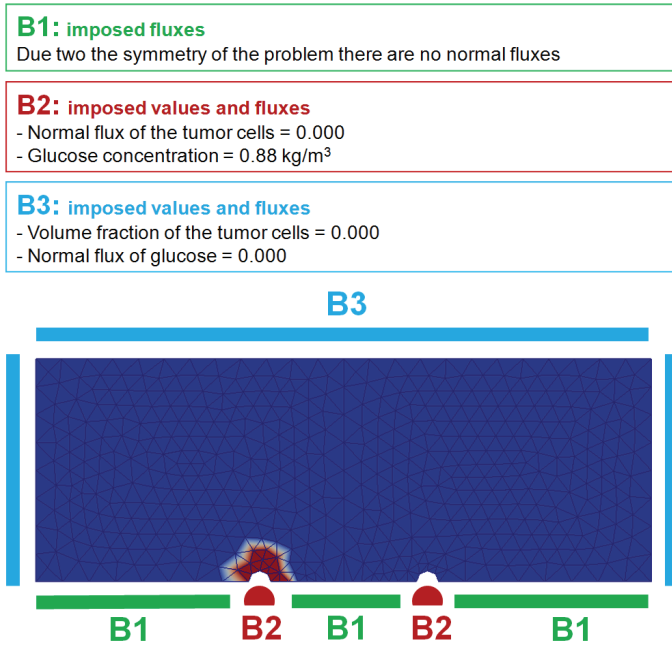 B1: imposed fluxes
Due two the symmetry of the problem there are no normal fluxes
B2: imposed values and fluxes
- Normal flux of the tumor cells = 0.000
- Glucose concentration = 0.88 kg/m³
B3: imposed values and fluxes
- Volume fraction of the tumor cells = 0.000
- Normal flux of glucose = 0.000
B3
B1 B2 B1 B2 B1